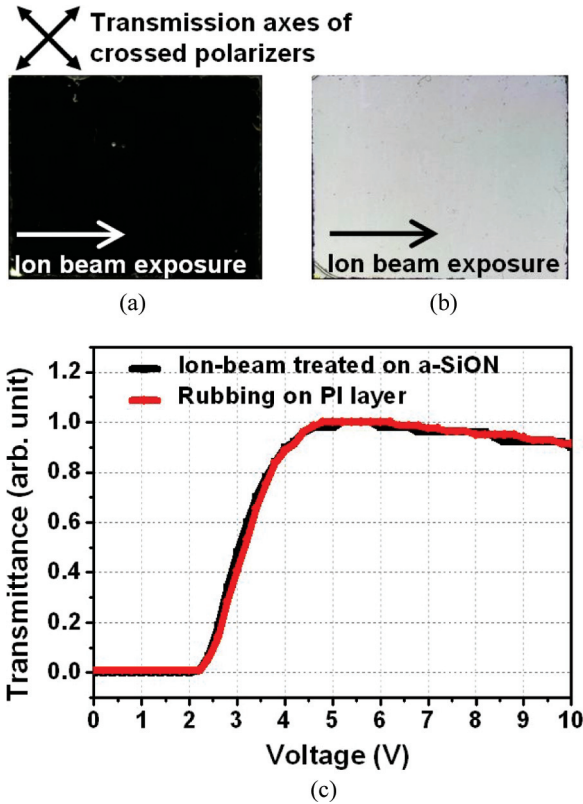 Transmission axes of
crossed polarizers
Ion beam exposure
Ion beam exposure
(a)
(b)
Ion-beam treated on a-SiON
Rubbing on PI layer
Transmittance (arb. unit)
1.2
1.0
0.8
0.6
0.4
0.2
0.0
0 1 2 3 4 5 6 7 8 9 10
Voltage (V)
(c)